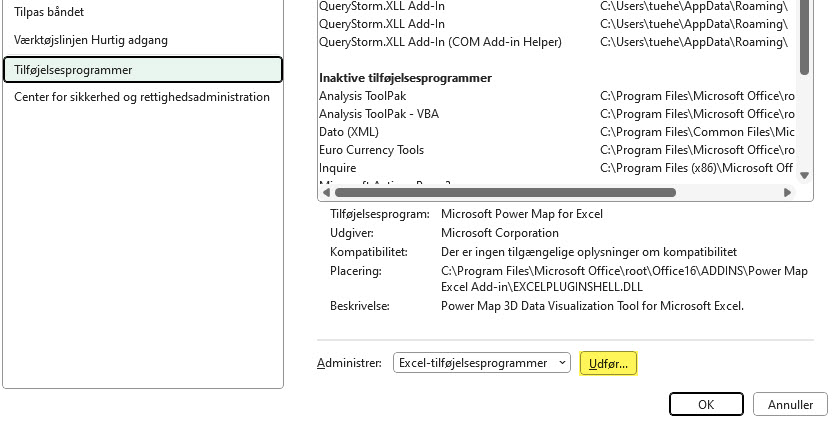 Tilpas båndet
Værktøjslinjen Hurtig adgang
Tilføjelsesprogrammer
Center for sikkerhed og rettighedsadministration
QueryStorm.XLL Add-In C:\Users\tuehe\AppData\Roaming\
QueryStorm.XLL Add-In C:\Users\tuehe\AppData\Roaming\
QueryStorm.XLL Add-In (COM Add-in Helper) C:\Users\tuehe\AppData\Roaming\
Inaktive tilføjelsesprogrammer
Analysis ToolPak C:\Program Files\Microsoft Office\ro
Analysis ToolPak - VBA C:\Program Files\Microsoft Office\ro
Dato (XML) C:\Program Files\Common Files\Mic
Euro Currency Tools C:\Program Files\Microsoft Office\ro
Inquire C:\Program Files (x86)\Microsoft Off
Tilføjelsesprogram: Microsoft Power Map for Excel
Udgiver: Microsoft Corporation
Kompatibilitet: Der er ingen tilgængelige oplysninger om kompatibilitet
Placering: C:\Program Files\Microsoft Office\root\Office16\ADDINS\Power Map
Excel Add-in\EXCELPLUGINSHELL.DLL
Beskrivelse: Power Map 3D Data Visualization Tool for Microsoft Excel.
Administrer: Excel-tilføjelsesprogrammer Udfør...
OK Annuller